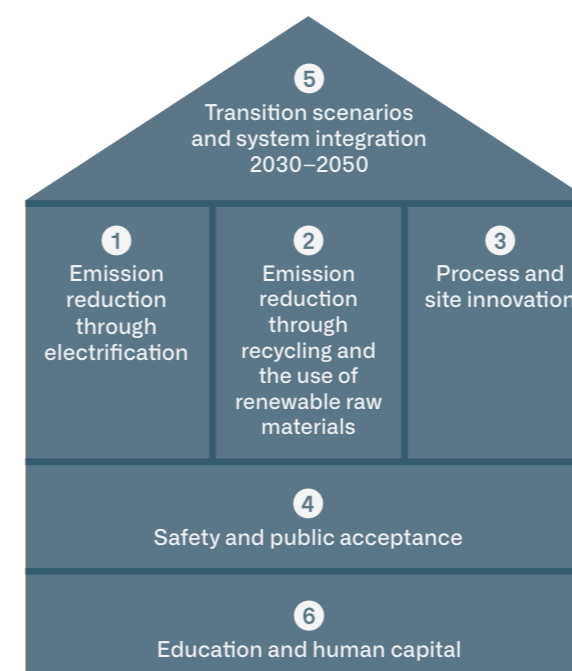 5
Transition scenarios
and system integration
2030–2050
1
Emission
reduction
through
electrification
2
Emission
reduction
through
recycling and
the use of
renewable raw
materials
3
Process and
site innovation
4
Safety and public acceptance
6
Education and human capital